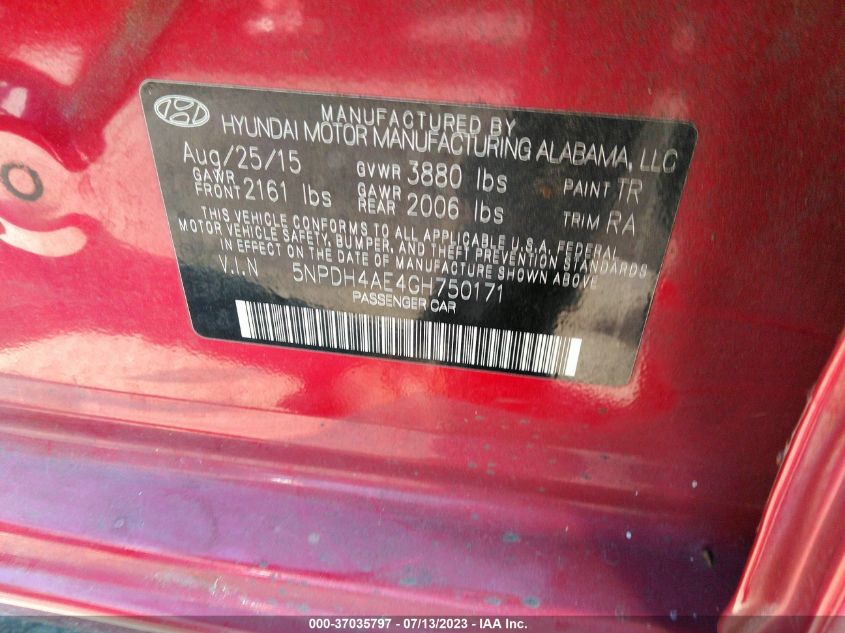 MANUFACTURED BY
HYUNDAI MOTOR MANUFACTURING ALABAMA, LLC
Aug/25/15 GVWR 3880 lbs PAINT TR
GAWR FRONT 2161 lbs GAWR REAR 2006 lbs TRIM RA
THIS VEHICLE CONFORMS TO ALL APPLICABLE U.S.A. FEDERAL
MOTOR VEHICLE SAFETY, BUMPER, AND THEFT PREVENTION STANDARDS
IN EFFECT ON THE DATE OF MANUFACTURE SHOWN ABOVE
V.I.N 5NPDH4AE4GH750171
PASSENGER CAR
000-37035797 - 07/13/2023 - IAA Inc.